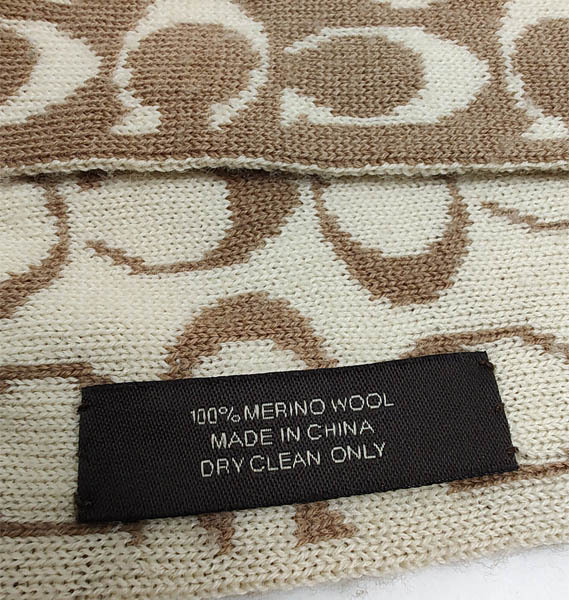 100% MERINO WOOL
MADE IN CHINA
DRY CLEAN ONLY